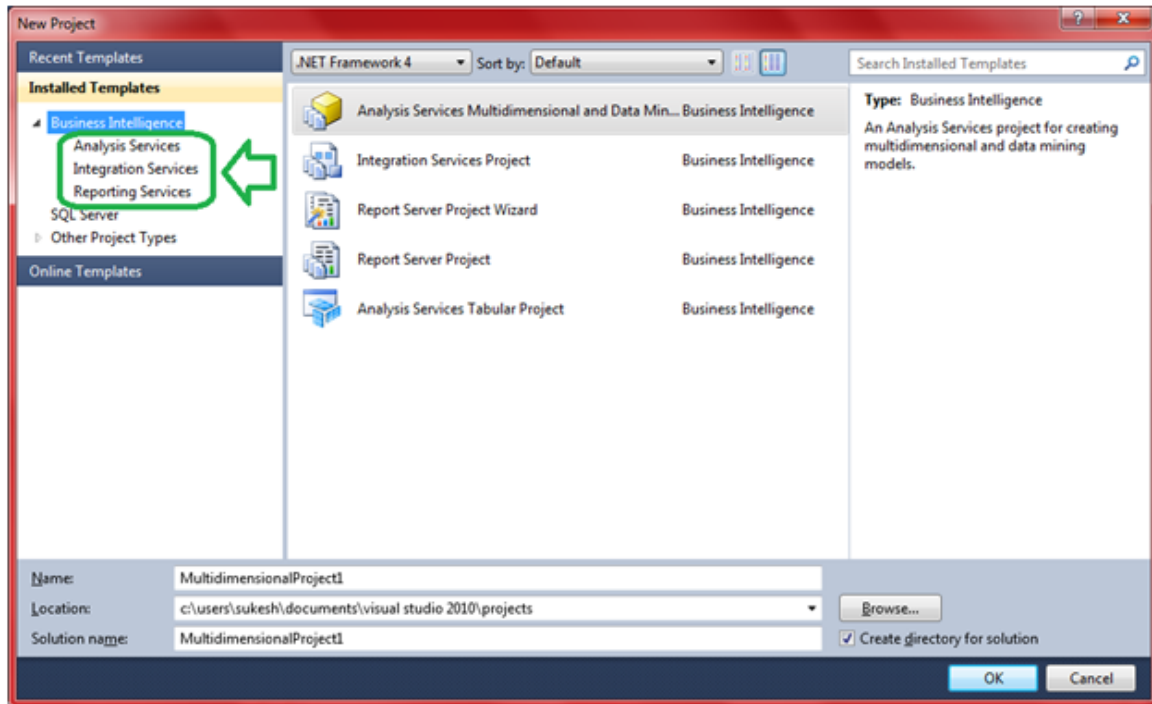 New Project
Recent Templates
Installed Templates
Business Intelligence
Analysis Services
Integration Services
Reporting Services
SQL Server
Other Project Types
Online Templates
.NET Framework 4
Sort by: Default
Analysis Services Multidimensional and Data Min... Business Intelligence
Integration Services Project Business Intelligence
Report Server Project Wizard Business Intelligence
Report Server Project Business Intelligence
Analysis Services Tabular Project Business Intelligence
Search Installed Templates
Type: Business Intelligence
An Analysis Services project for creating
multidimensional and data mining
models.
Name: MultidimensionalProject1
Location: c:\users\sukesh\documents\visual studio 2010\projects
Browse...
Solution name: MultidimensionalProject1
Create directory for solution
OK
Cancel